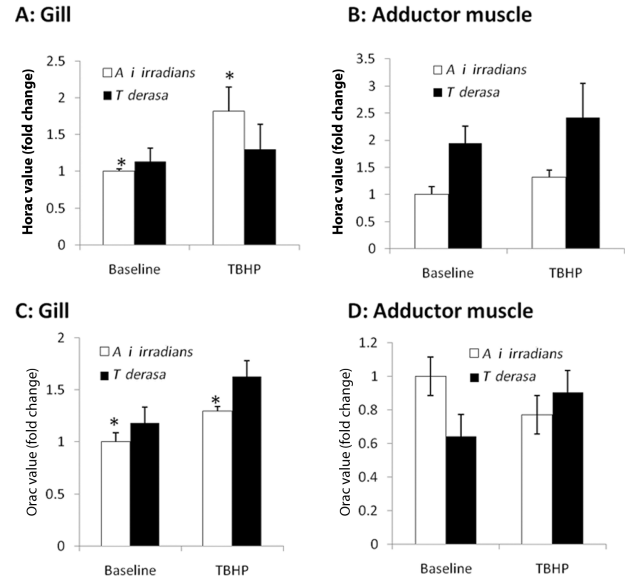 A: Gill
Horac value (fold change)
2.5
2
1.5
1
0.5
0
A i irradians
T derasa
*
*
Baseline
TBHP
B: Adductor muscle
Horac value (fold change)
3.5
3
2.5
2
1.5
1
0.5
0
A i irradians
T derasa
Baseline
TBHP
C: Gill
Orac value (fold change)
2
1.5
1
0.5
0
A i irradians
T derasa
*
*
Baseline
TBHP
D: Adductor muscle
Orac value (fold change)
1.2
1
0.8
0.6
0.4
0.2
0
A i irradians
T derasa
Baseline
TBHP